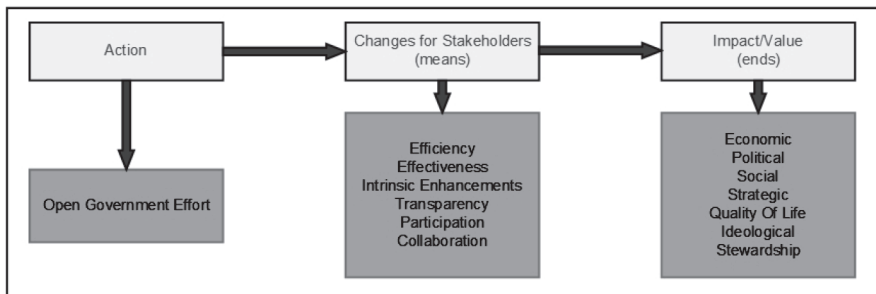 Action
Changes for Stakeholders
(means)
Impact/Value
(ends)
Open Government Effort
Efficiency
Effectiveness
Intrinsic Enhancements
Transparency
Participation
Collaboration
Economic
Political
Social
Strategic
Quality Of Life
Ideological
Stewardship